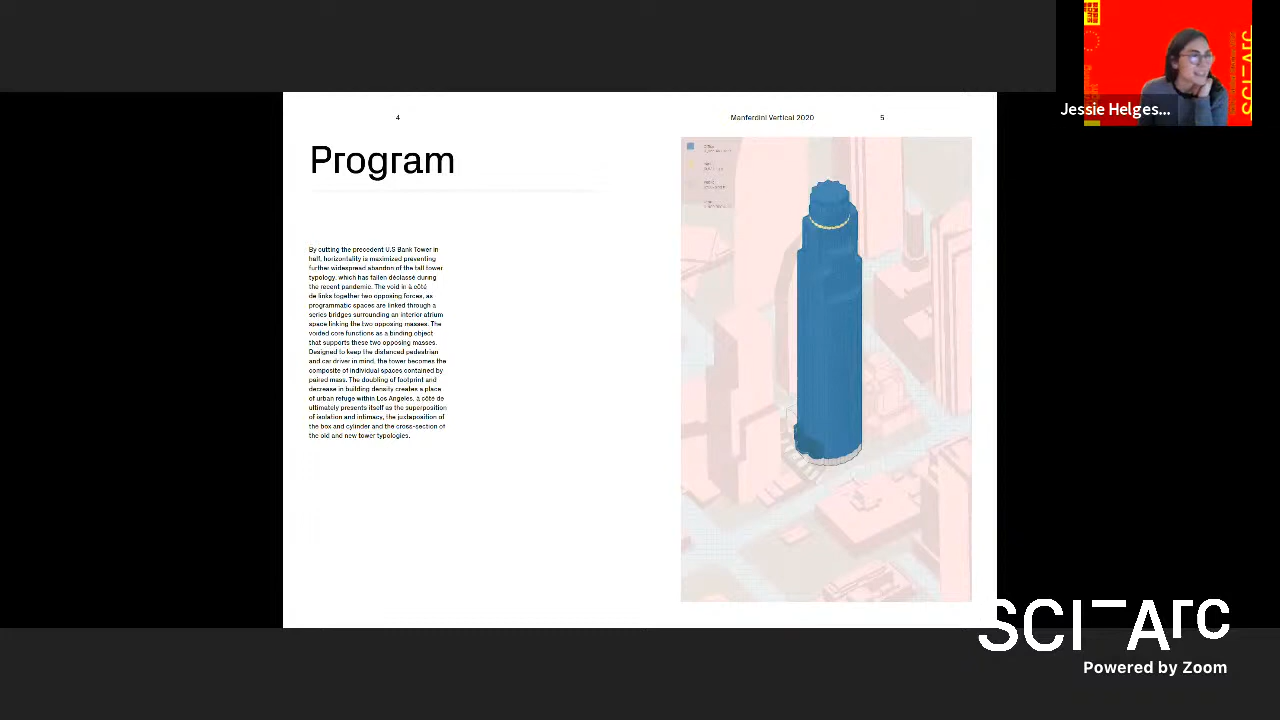 Jessie Helges...
SCI-Arc
4
Manferdini Vertical 2020
5
Program
By cutting the precedent U.S Bank Tower in
half, horizontality is maximized preventing
further widespread abandon of the tall tower
typology, which has fallen déclassé during
the recent pandemic. The void in à côté
de links together two opposing forces, as
programmatic spaces are linked through a
series bridges surrounding an interior atrium
space linking the two opposing masses. The
voided core functions as a binding object
that supports these two opposing masses.
Designed to keep the distanced pedestrian
and car driver in mind, the tower becomes the
composite of individual spaces contained by
paired mass. The doubling of footprint and
decrease in building density creates a place
of urban refuge within Los Angeles. à côté de
ultimately presents itself as the superposition
of isolation and intimacy, the juxtaposition of
the box and cylinder and the cross-section of
the old and new tower typologies.
SCI-Arc
Powered by Zoom